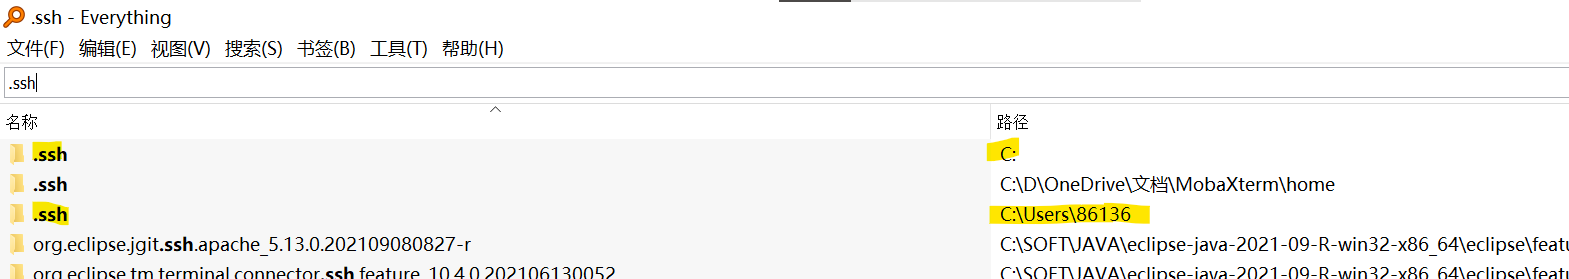 .ssh - Everything
文件(F) 编辑(E) 视图(V) 搜索(S) 书签(B) 工具(T) 帮助(H)
.ssh
名称 路径
.ssh C:
.ssh C:\D\OneDrive\文档\MobaXterm\home
.ssh C:\Users\86136
org.eclipse.jgit.ssh.apache_5.13.0.202109080827-r C:\SOFT\JAVA\eclipse-java-2021-09-R-win32-x86_64\eclipse\featu
org.eclipse.tm.terminal.connector.ssh.feature_10.4.0.202106130052 C:\SOFT\JAVA\eclipse-java-2021-09-R-win32-x86_64\eclipse\featu